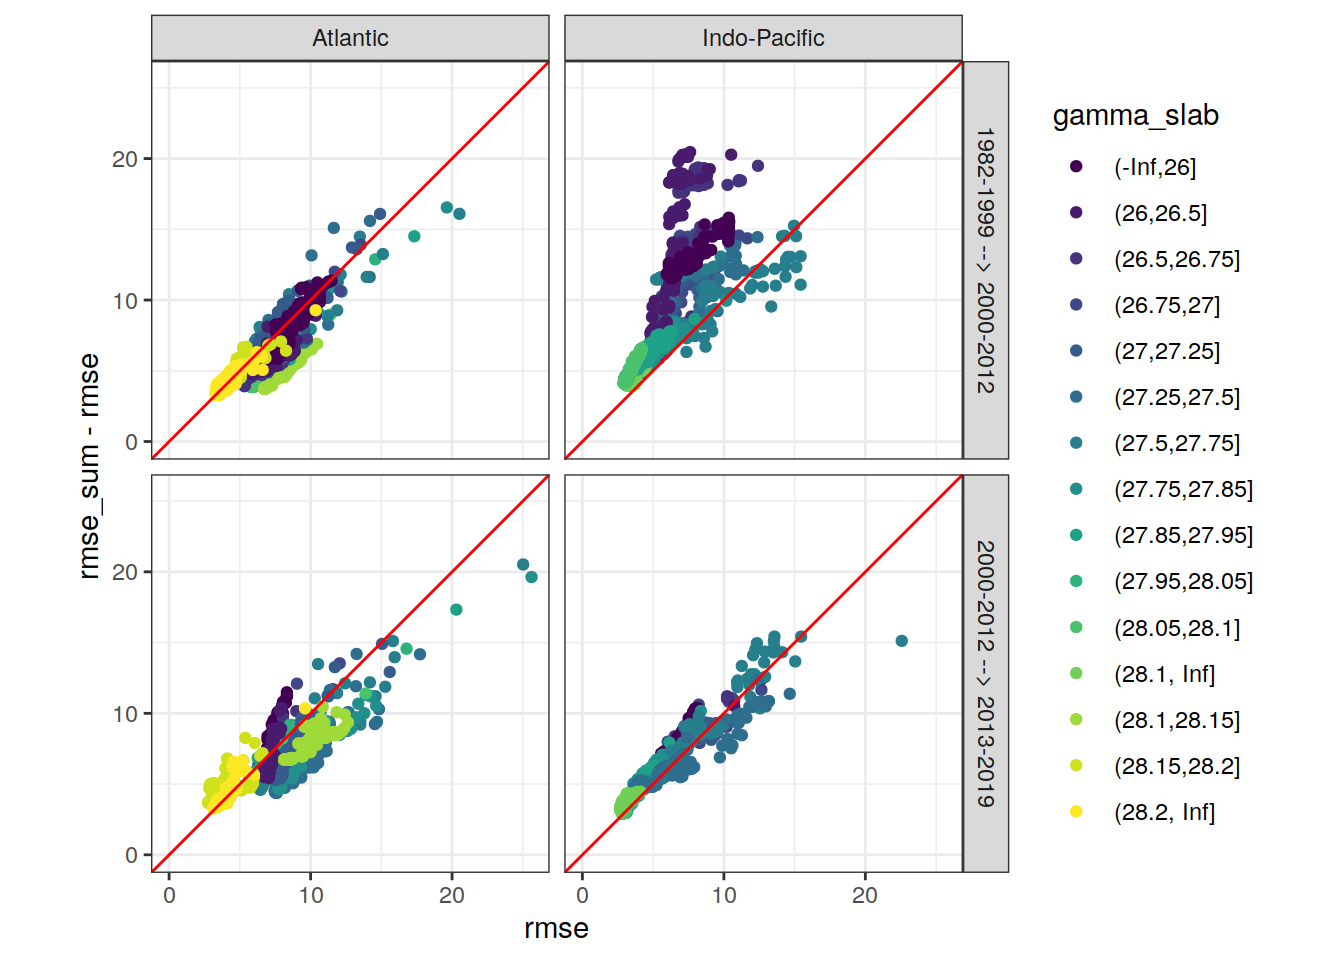 Atlantic
Indo-Pacific
20
10
0
1982-1999 --> 2000-2012
20
10
0
2000-2012 --> 2013-2019
0
10
20
0
10
20
rmse
rmse_sum - rmse
gamma_slab
(-Inf,26]
(26,26.5]
(26.5,26.75]
(26.75,27]
(27,27.25]
(27.25,27.5]
(27.5,27.75]
(27.75,27.85]
(27.85,27.95]
(27.95,28.05]
(28.05,28.1]
(28.1, Inf]
(28.1,28.15]
(28.15,28.2]
(28.2, Inf]